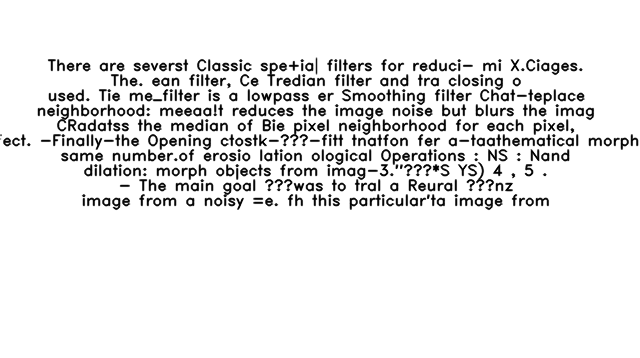 There are severst Classic spe+ia| filters for reduci- mi X.Ciages.
The. ean filter, Ce Tredian filter and tra closing o
used. Tie me_filter is a lowpass er Smoothing filter Chat-teplace
neighborhood: meeaa!t reduces the image noise but blurs the imag
CRadatss the median of Bie pixel neighborhood for each pixel,
fect. -Finally-the Opening ctostk-???-fitt tnatfon fer a-taathematical morph
same number.of erosio lation ological Operations : NS : Nand
dilation: morph objects from imag-3."???*S YS) 4 , 5 .
- The main goal ???was to tral a Reural ???nz
image from a noisy =e. fh this particular'ta image from